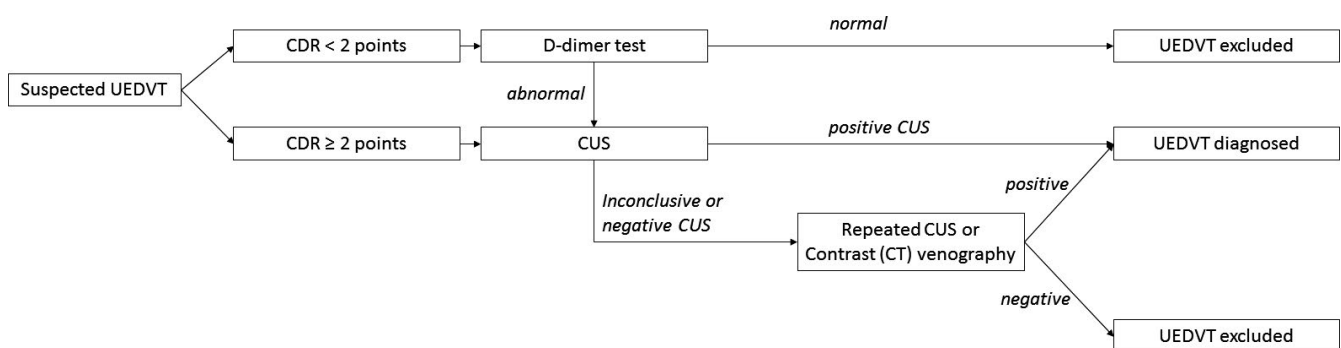 normal
CDR < 2 points
D-dimer test
UEDVT excluded
Suspected UEDVT
abnormal
CDR ≥ 2 points
CUS
positive CUS
UEDVT diagnosed
Inconclusive or
negative CUS
positive
Repeated CUS or
Contrast (CT) venography
negative
UEDVT excluded